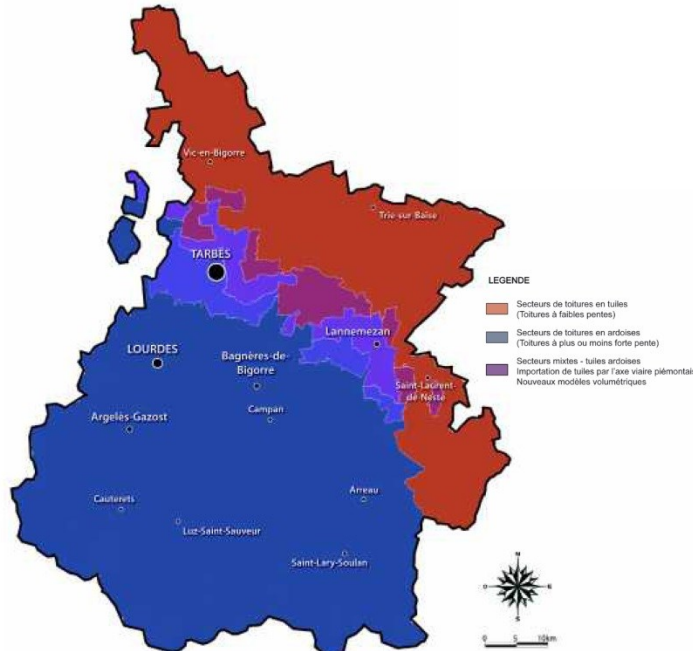 Vic-en-Bigorre
Trie-sur-Baïse
TARBES
LEGENDE
Secteurs de toitures en tuiles
(Toitures à faibles pentes)
Secteurs de toitures en ardoises
(Toitures à plus ou moins forte pente)
Secteurs mixtes - tuiles ardoises
Importation de tuiles par l'axe viaire piémontais
Nouveaux modèles volumétriques
Lannemezan
LOURDES
Bagnères-de-
Bigorre
Saint-Laurent
de Neste
Campan
Argelès-Gazost
Arreau
Cauterets
Luz-Saint-Sauveur
Saint-Lary-Soulan
N
O
E
S
0 5 10km